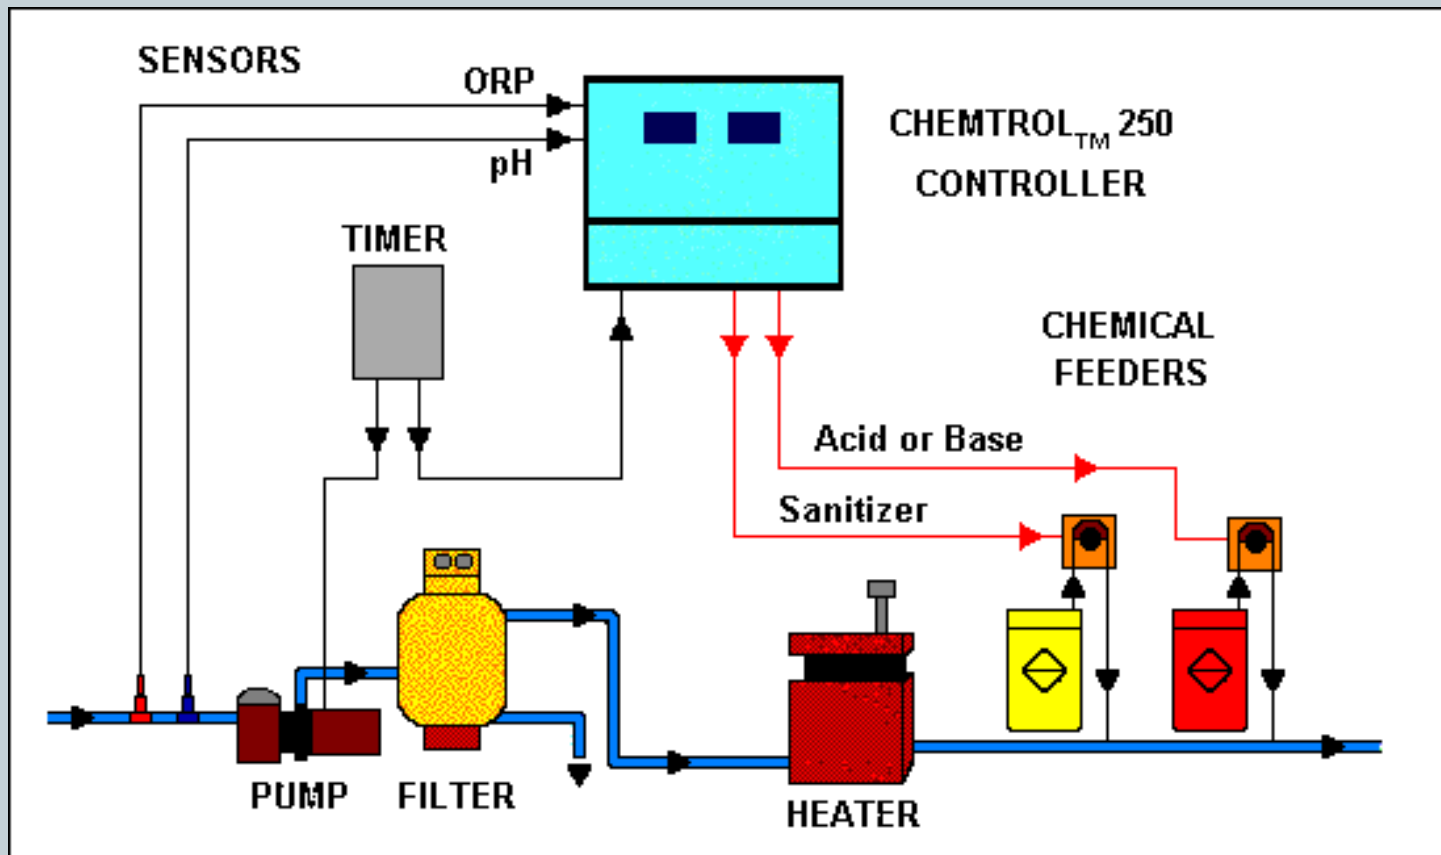 SENSORS
ORP
pH
CHEMTROL™ 250
CONTROLLER
TIMER
CHEMICAL
FEEDERS
Acid or Base
Sanitizer
PUMP
FILTER
HEATER